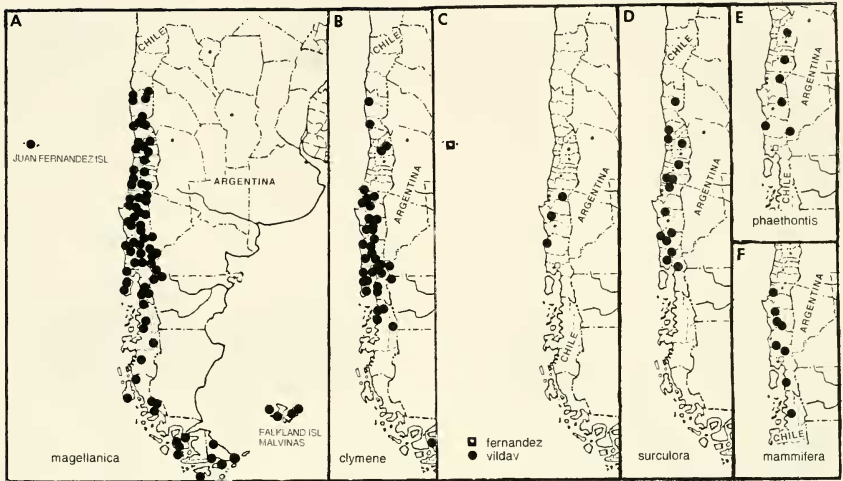 A
CHILE
JUAN FERNANDEZ ISL
ARGENTINA
FALKLAND ISL
MALVINAS
magellanica
B
CHILE
ARGENTINA
clymene
C
ARGENTINA
CHILE
fernandez
vildav
D
CHILE
ARGENTINA
surculora
E
ARGENTINA
CHILE
phaethontis
F
ARGENTINA
CHILE
mammifera